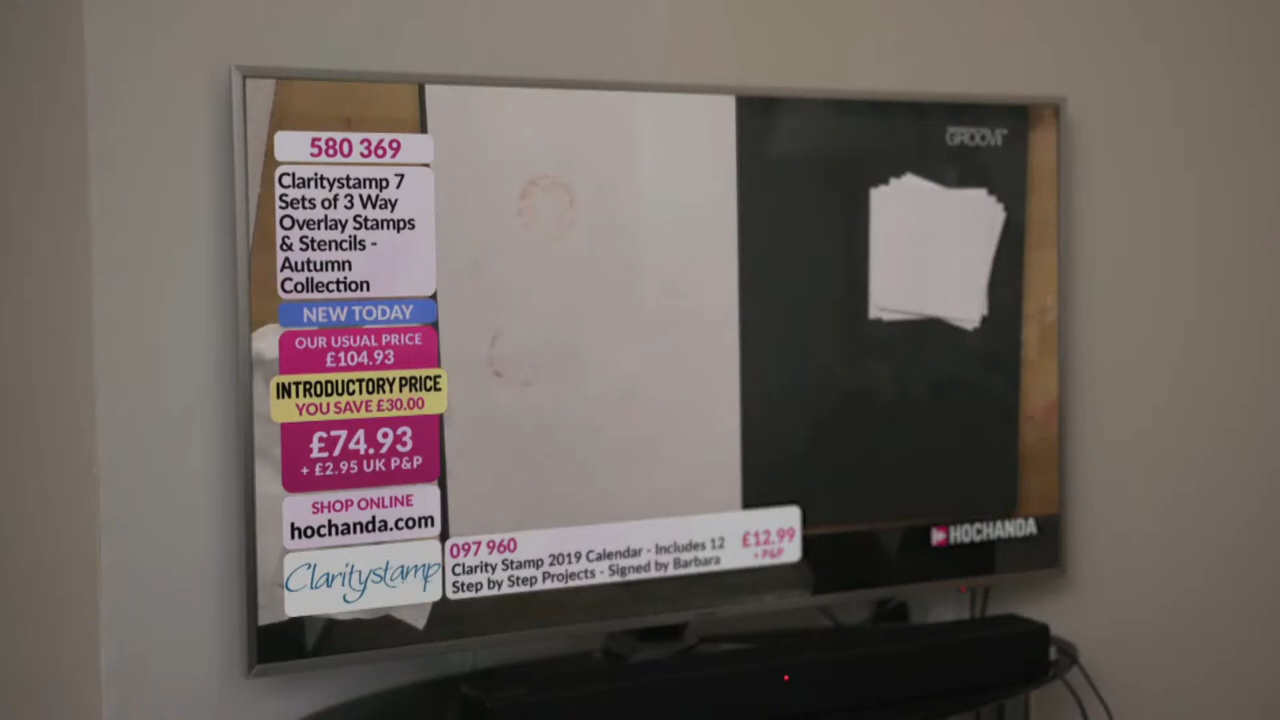 580 369
Claritystamp 7
Sets of 3 Way
Overlay Stamps
& Stencils -
Autumn
Collection
NEW TODAY
OUR USUAL PRICE
£104.93
INTRODUCTORY PRICE
YOU SAVE £30.00
£74.93
+ £2.95 UK P&P
SHOP ONLINE
hochanda.com
Claritystamp
097 960
Clarity Stamp 2019 Calendar - Includes 12
Step by Step Projects - Signed by Barbara
£12.99
+ P&P
GROOVI
HOCHANDA